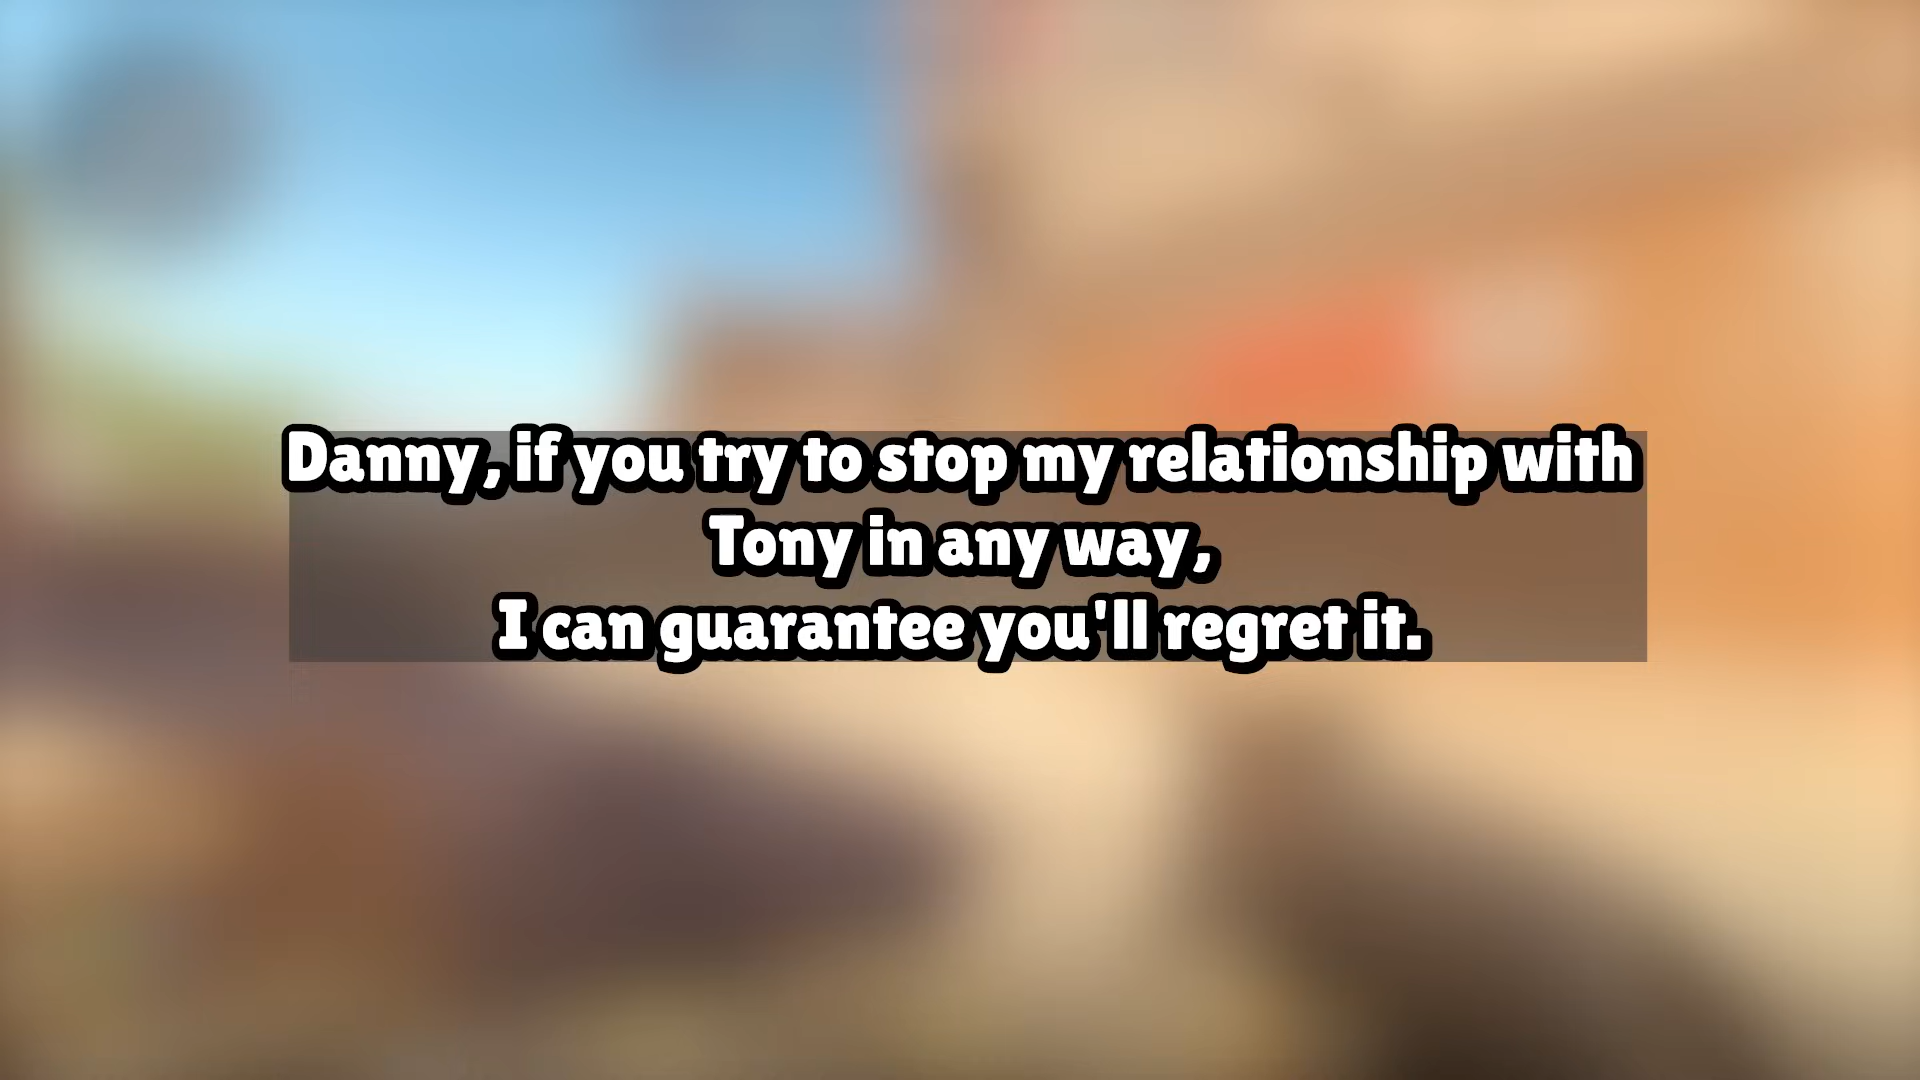 Danny, if you try to stop my relationship with
Tony in any way,
I can guarantee you'll regret it.